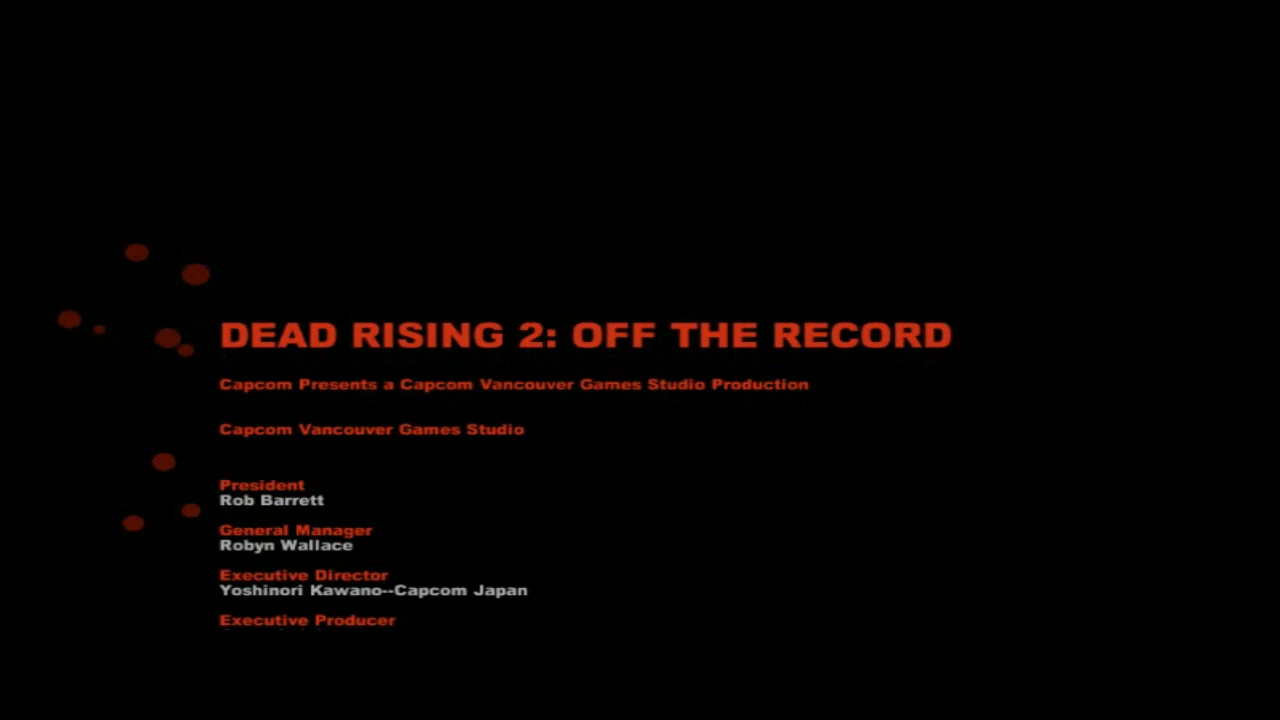 DEAD RISING 2: OFF THE RECORD
Capcom Presents a Capcom Vancouver Games Studio Production
Capcom Vancouver Games Studio
President
Rob Barrett
General Manager
Robyn Wallace
Executive Director
Yoshinori Kawano--Capcom Japan
Executive Producer